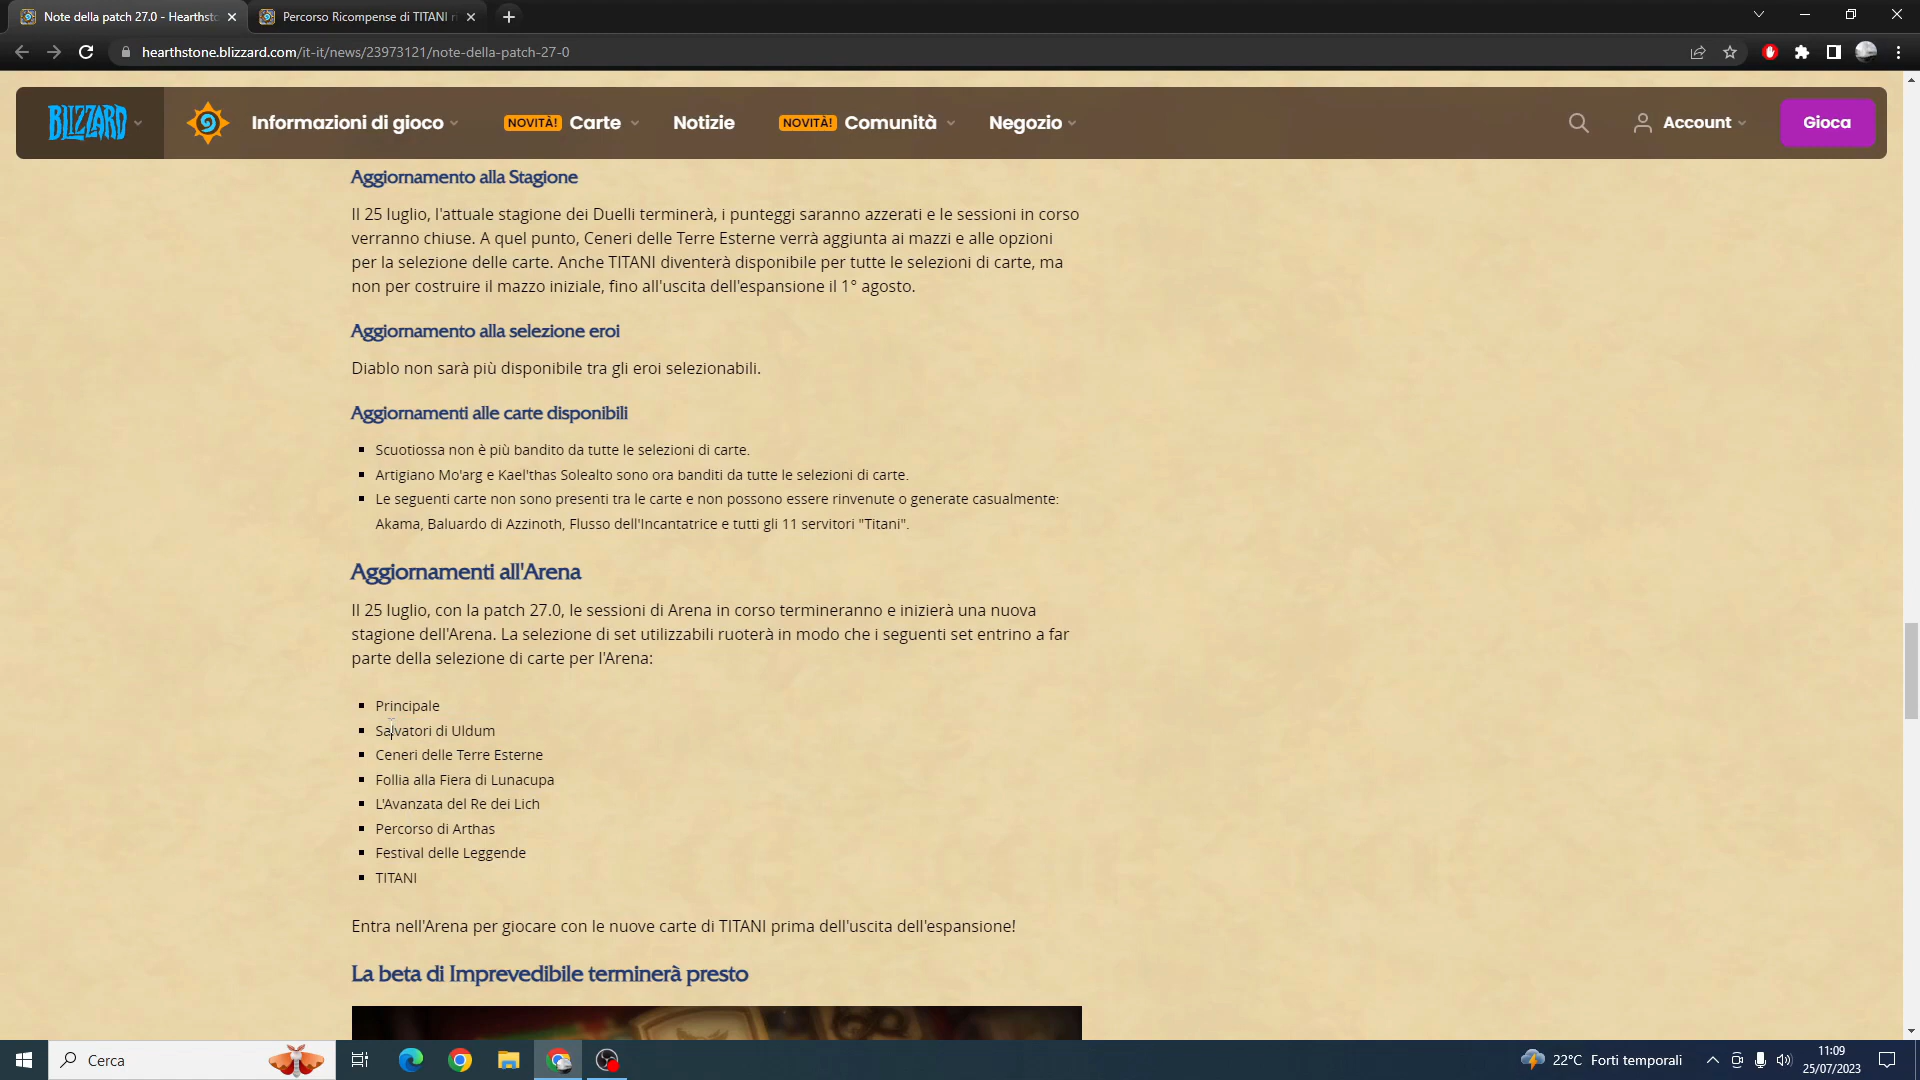 Note della patch 27.0 - Hearthsto
Percorso Ricompense di TITANI ri
hearthstone.blizzard.com/it-it/news/23973121/note-della-patch-27-0
BLIZZARD
Informazioni di gioco
NOVITÀ! Carte
Notizie
NOVITÀ! Comunità
Negozio
Account
Gioca
Aggiornamento alla Stagione
Il 25 luglio, l'attuale stagione dei Duelli terminerà, i punteggi saranno azzerati e le sessioni in corso
verranno chiuse. A quel punto, Ceneri delle Terre Esterne verrà aggiunta ai mazzi e alle opzioni
per la selezione delle carte. Anche TITANI diventerà disponibile per tutte le selezioni di carte, ma
non per costruire il mazzo iniziale, fino all'uscita dell'espansione il 1° agosto.
Aggiornamento alla selezione eroi
Diablo non sarà più disponibile tra gli eroi selezionabili.
Aggiornamenti alle carte disponibili
Scuotiossa non è più bandito da tutte le selezioni di carte.
Artigiano Mo'arg e Kael'thas Solealto sono ora banditi da tutte le selezioni di carte.
Le seguenti carte non sono presenti tra le carte e non possono essere rinvenute o generate casualmente:
Akama, Baluardo di Azzinoth, Flusso dell'Incantatrice e tutti gli 11 servitori "Titani".
Aggiornamenti all'Arena
Il 25 luglio, con la patch 27.0, le sessioni di Arena in corso termineranno e inizierà una nuova
stagione dell'Arena. La selezione di set utilizzabili ruoterà in modo che i seguenti set entrino a far
parte della selezione di carte per l'Arena:
Principale
Salvatori di Uldum
Ceneri delle Terre Esterne
Follia alla Fiera di Lunacupa
L'Avanzata del Re dei Lich
Percorso di Arthas
Festival delle Leggende
TITANI
Entra nell'Arena per giocare con le nuove carte di TITANI prima dell'uscita dell'espansione!
La beta di Imprevedibile terminerà presto
Cerca
22°C Forti temporali
11:09
25/07/2023